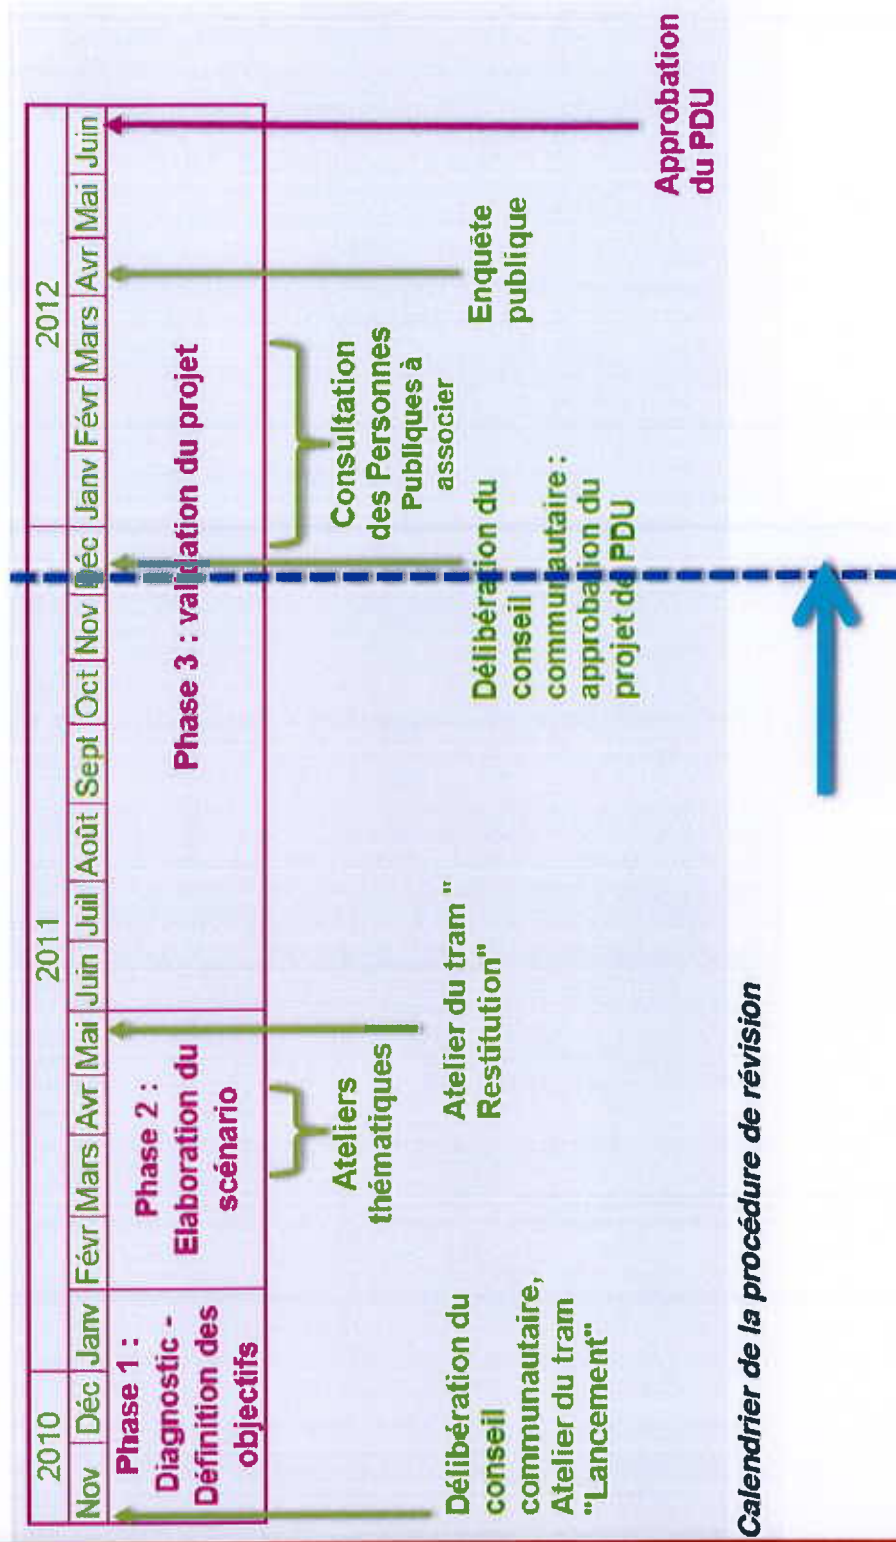 2010
2011
2012
Nov Déc Janv Févr Mars Avr Mai Juin Juil Août Sept Oct Nov Déc Janv Févr Mars Avr Mai Juin
Phase 1 :
Diagnostic -
Définition des
objectifs
Phase 2 :
Elaboration du
scénario
Phase 3 : validation du projet
Délibération du
conseil
communautaire,
Atelier du tram
"Lancement"
Ateliers
thématiques
Atelier du tram "
Restitution"
Délibération du
conseil
communautaire :
approbation du
projet de PDU
Consultation
des Personnes
Publiques à
associer
Enquête
publique
Approbation
du PDU
Calendrier de la procédure de révision